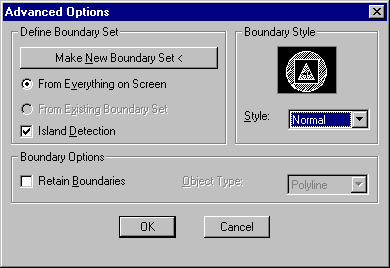 Advanced Options
Define Boundary Set
Make New Boundary Set <
From Everything on Screen
From Existing Boundary Set
Island Detection
Boundary Style
Style: Normal
Boundary Options
Retain Boundaries
Object Type: Polyline
OK Cancel